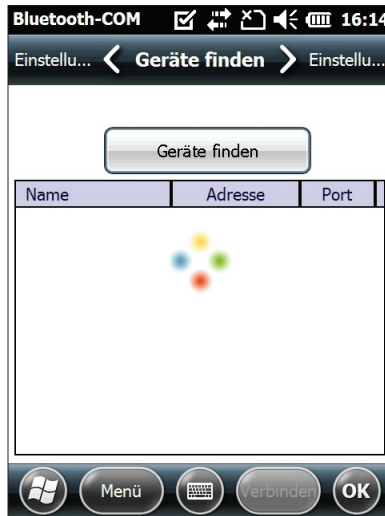 Bluetooth-COM 16:14
Einstellu... Geräte finden Einstellu...
Geräte finden
Name Adresse Port
Menü Verbinden OK